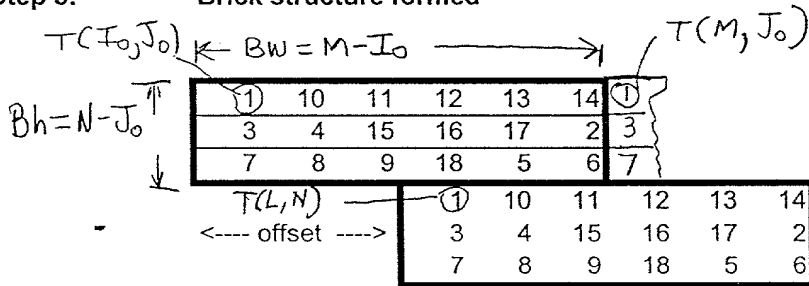 Step 3: Brick structure formed
T(I₀,J₀) |← BW = M-I₀ →| T(M, J₀)
Bh=N-J₀
1 10 11 12 13 14 1
3 4 15 16 17 2 3
7 8 9 18 5 6 7
T(L,N) 1 10 11 12 13 14
<---- offset ----> 3 4 15 16 17 2
7 8 9 18 5 6